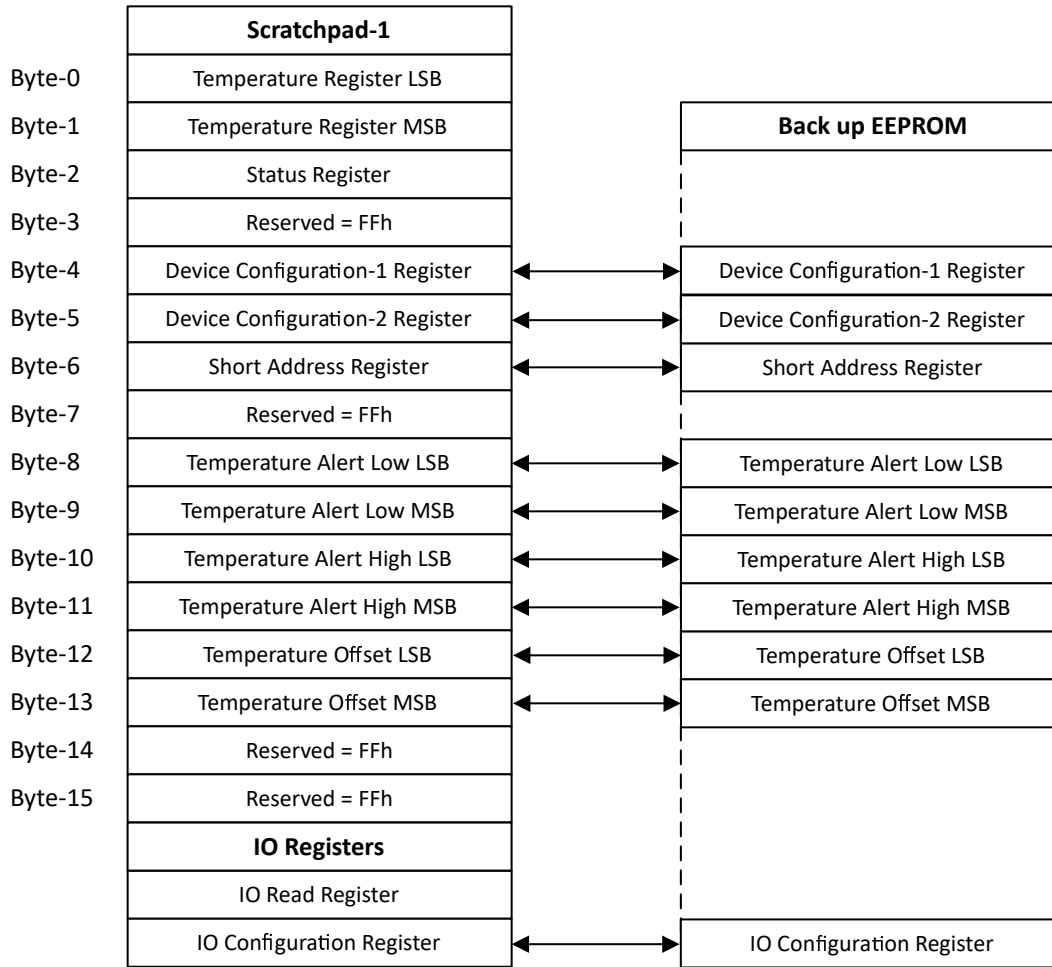 Scratchpad-1
Byte-0 Temperature Register LSB
Byte-1 Temperature Register MSB Back up EEPROM
Byte-2 Status Register
Byte-3 Reserved = FFh
Byte-4 Device Configuration-1 Register Device Configuration-1 Register
Byte-5 Device Configuration-2 Register Device Configuration-2 Register
Byte-6 Short Address Register Short Address Register
Byte-7 Reserved = FFh
Byte-8 Temperature Alert Low LSB Temperature Alert Low LSB
Byte-9 Temperature Alert Low MSB Temperature Alert Low MSB
Byte-10 Temperature Alert High LSB Temperature Alert High LSB
Byte-11 Temperature Alert High MSB Temperature Alert High MSB
Byte-12 Temperature Offset LSB Temperature Offset LSB
Byte-13 Temperature Offset MSB Temperature Offset MSB
Byte-14 Reserved = FFh
Byte-15 Reserved = FFh
IO Registers
IO Read Register
IO Configuration Register IO Configuration Register